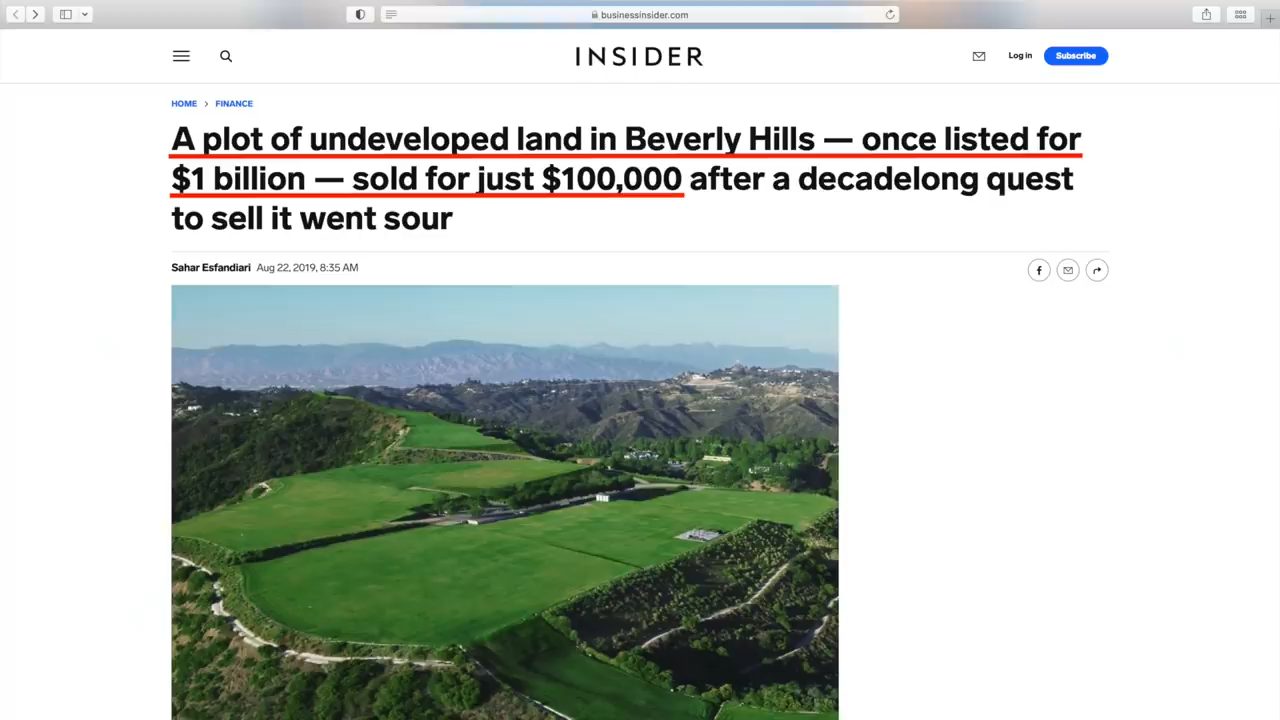 businessinsider.com
INSIDER
Log in
Subscribe
HOME > FINANCE
A plot of undeveloped land in Beverly Hills — once listed for
$1 billion — sold for just $100,000 after a decadelong quest
to sell it went sour
Sahar Esfandiari Aug 22, 2019, 8:35 AM